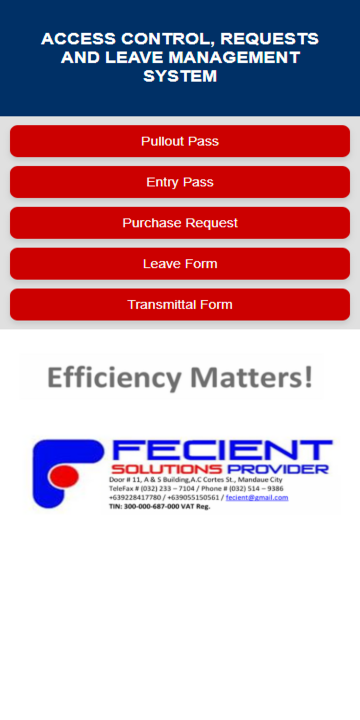 ACCESS CONTROL, REQUESTS
AND LEAVE MANAGEMENT
SYSTEM
Pullout Pass
Entry Pass
Purchase Request
Leave Form
Transmittal Form
Efficiency Matters!
FECIENT
SOLUTIONS PROVIDER
Door # 11, A & S Building,A.C Cortes St., Mandaue City
TeleFax # (032) 233 – 7104 / Phone # (032) 514 – 9386
+639228417780 / +639055150561 / fecient@gmail.com
TIN: 300-000-687-000 VAT Reg.